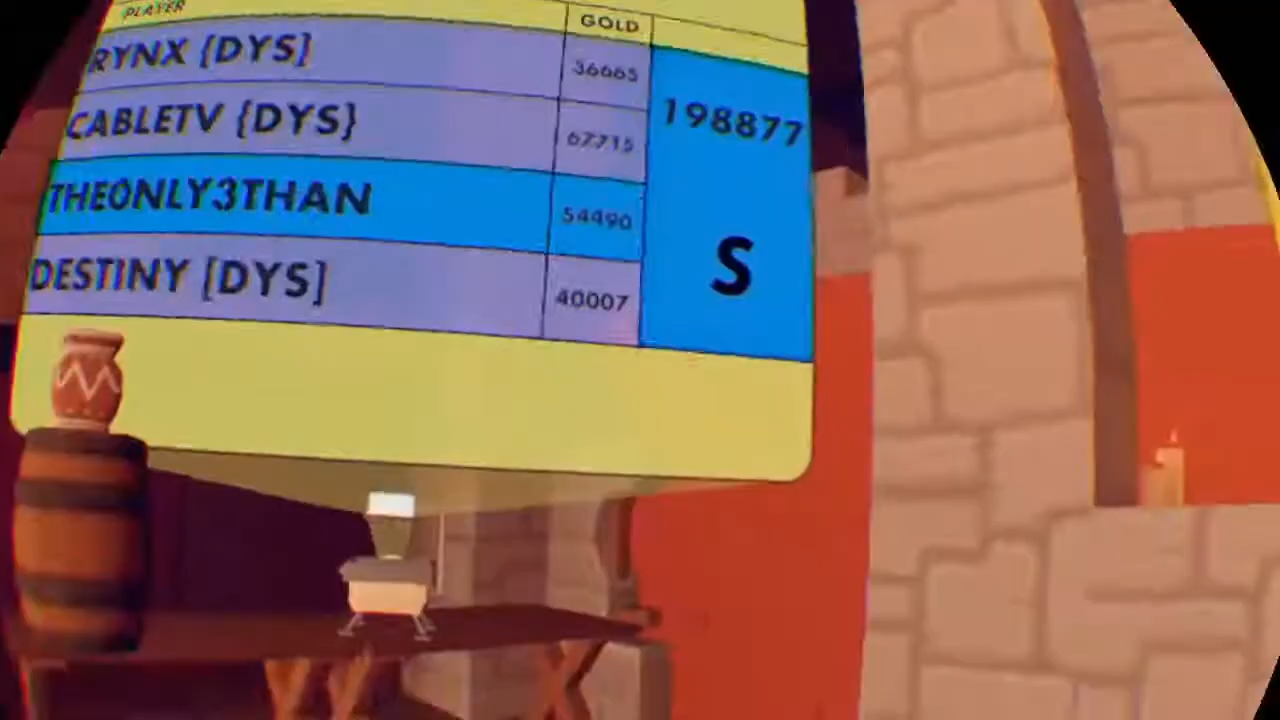 PLAYER GOLD
RYNX {DYS] 36665
CABLETV {DYS} 67715
THEONLY3THAN 54490
DESTINY [DYS] 40007
198877
S